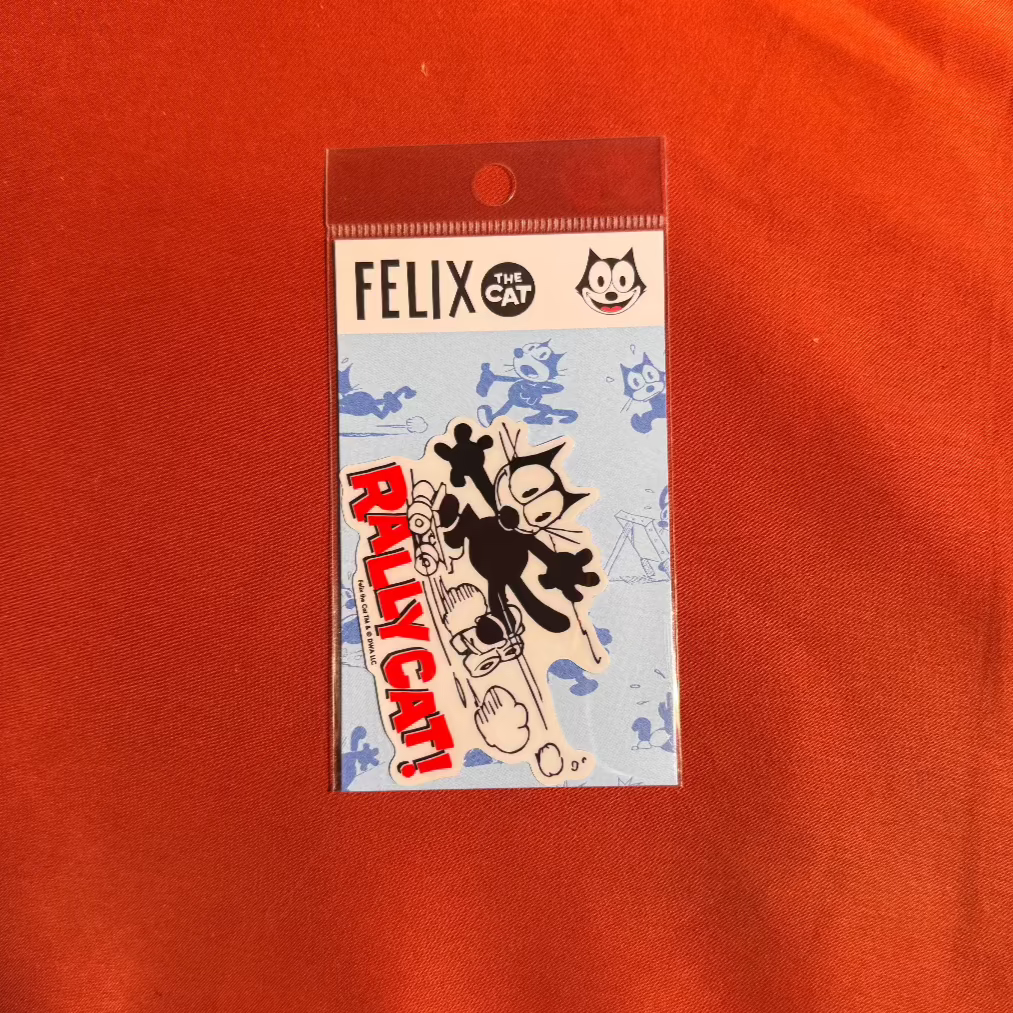 FELIX THE CAT
RALLY CAT!
Felix the Cat TM & © DWA LLC